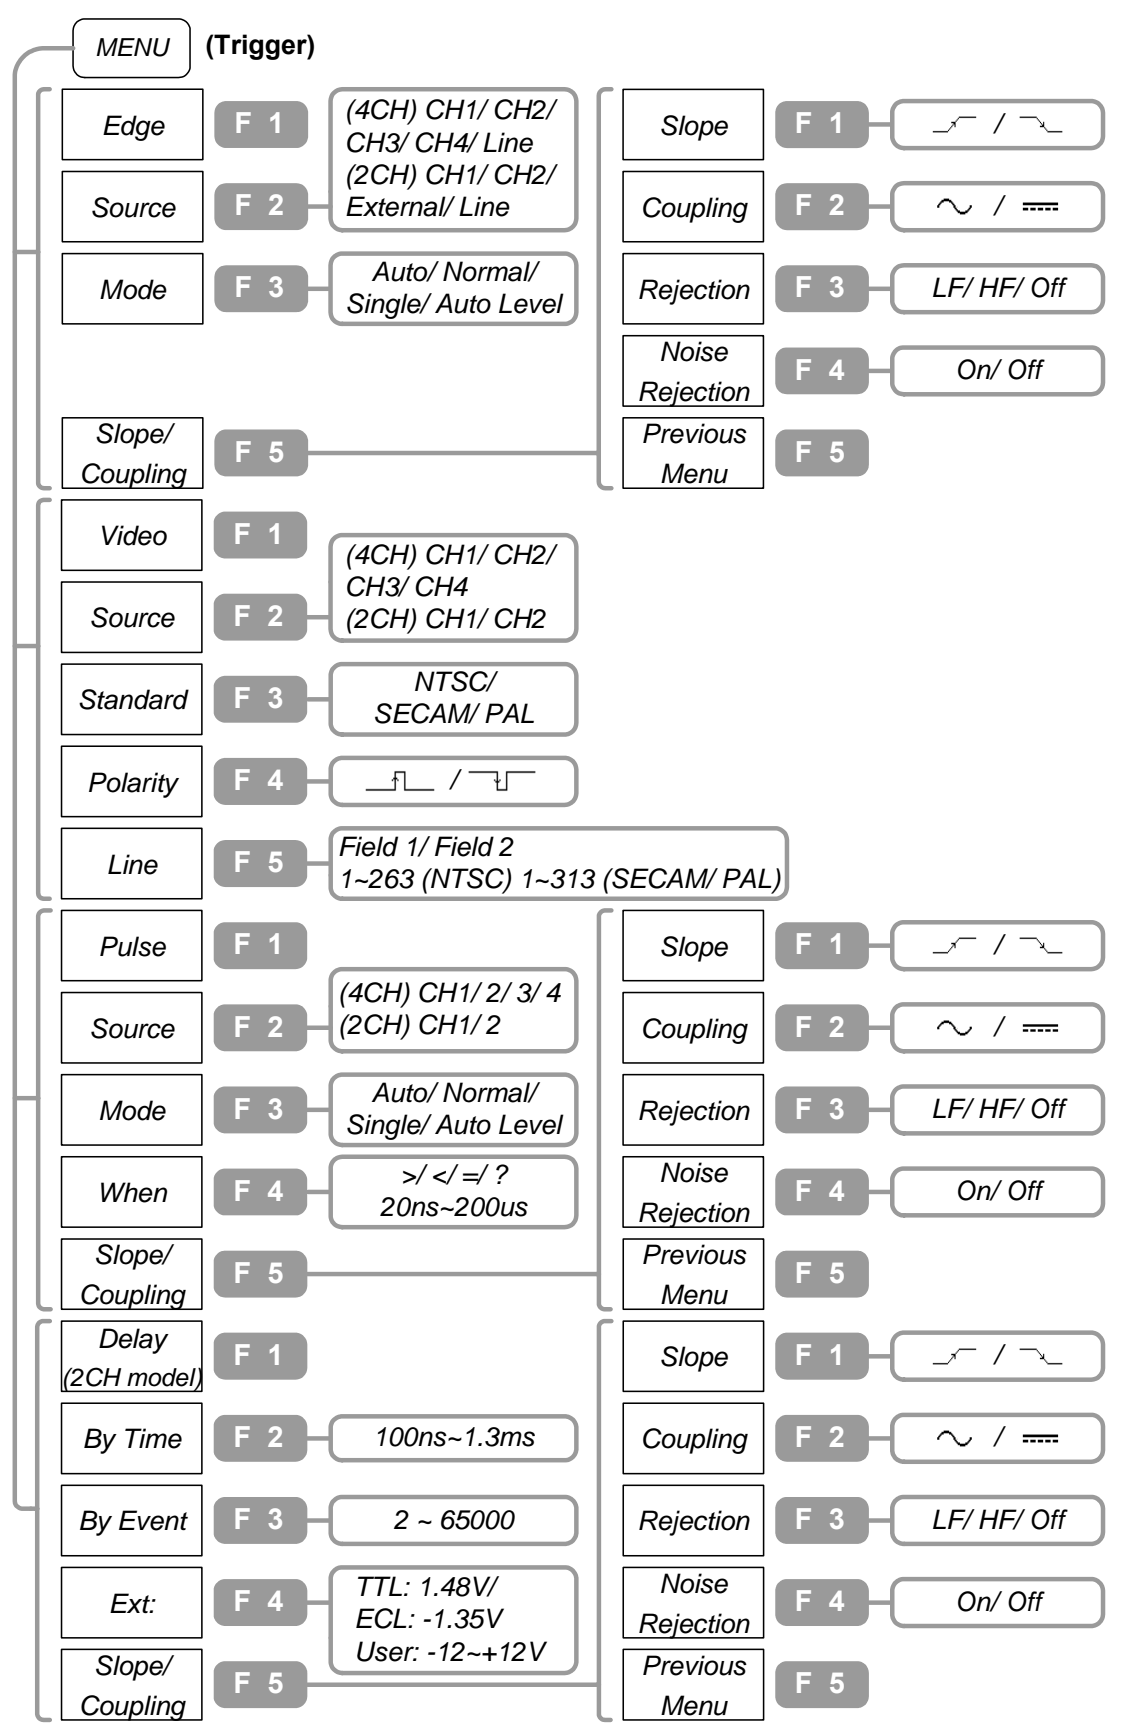 MENU (Trigger)
Edge F 1
(4CH) CH1/ CH2/
CH3/ CH4/ Line
(2CH) CH1/ CH2/
External/ Line
Source F 2
Mode F 3
Auto/ Normal/
Single/ Auto Level
Slope/
Coupling
F 5
Slope F 1 /
Coupling F 2 /
Rejection F 3 LF/ HF/ Off
Noise
Rejection
F 4 On/ Off
Previous
Menu
F 5
Video F 1
Source F 2
(4CH) CH1/ CH2/
CH3/ CH4
(2CH) CH1/ CH2
Standard F 3
NTSC/
SECAM/ PAL
Polarity F 4 /
Line F 5
Field 1/ Field 2
1~263 (NTSC) 1~313 (SECAM/ PAL)
Pulse F 1
Source F 2
(4CH) CH1/ 2/ 3/ 4
(2CH) CH1/ 2
Mode F 3
Auto/ Normal/
Single/ Auto Level
When F 4
>/ </ =/ ?
20ns~200us
Slope/
Coupling
F 5
Slope F 1 /
Coupling F 2 /
Rejection F 3 LF/ HF/ Off
Noise
Rejection
F 4 On/ Off
Previous
Menu
F 5
Delay
(2CH model)
F 1
By Time F 2 100ns~1.3ms
By Event F 3 2 ~ 65000
Ext: F 4
TTL: 1.48V/
ECL: -1.35V
User: -12~+12V
Slope/
Coupling
F 5
Slope F 1 /
Coupling F 2 /
Rejection F 3 LF/ HF/ Off
Noise
Rejection
F 4 On/ Off
Previous
Menu
F 5